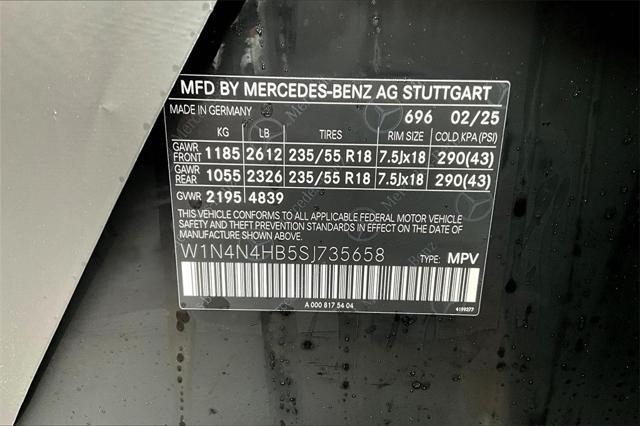 MFD BY MERCEDES-BENZ AG STUTTGART
MADE IN GERMANY 696 02/25
KG LB TIRES RIM SIZE COLD KPA(PSI)
GAWR FRONT 1185 2612 235/55 R18 7.5Jx18 290(43)
GAWR REAR 1055 2326 235/55 R18 7.5Jx18 290(43)
GVWR 2195 4839
THIS VEHICLE CONFORMS TO ALL APPLICABLE FEDERAL MOTOR VEHICLE
SAFETY AND THEFT PREVENTION STANDARDS IN EFFECT ON THE DATE
OF MANUFACTURE SHOWN ABOVE.
W1N4N4HB5SJ735658 TYPE: MPV
A 000 817 54 04
4199377